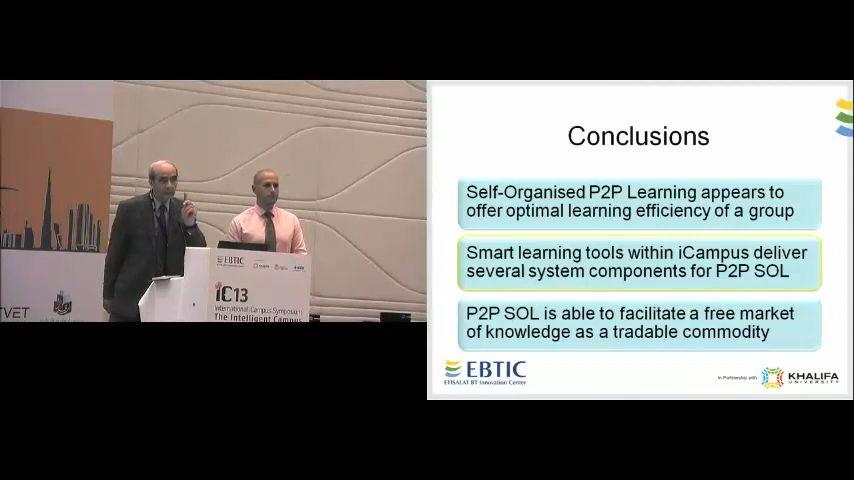 TVET
EBTIC
iC13
International iCampus Symposium
The Intelligent Campus
Conclusions
Self-Organised P2P Learning appears to
offer optimal learning efficiency of a group
Smart learning tools within iCampus deliver
several system components for P2P SOL
P2P SOL is able to facilitate a free market
of knowledge as a tradable commodity
EBTIC
ETISALAT BT Innovation Center
in Partnership with
KHALIFA
UNIVERSITY